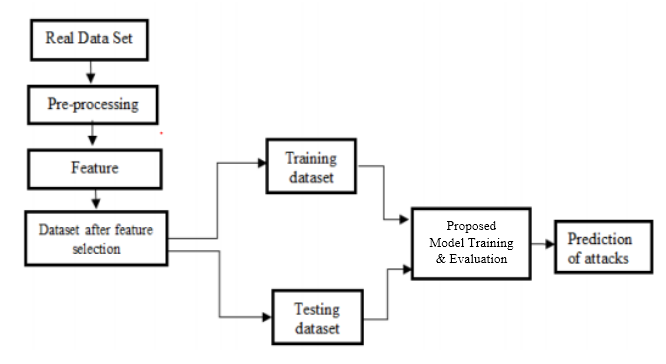 Real Data Set
Pre-processing
Feature
Dataset after feature
selection
Training
dataset
Testing
dataset
Proposed
Model Training
& Evaluation
Prediction
of attacks